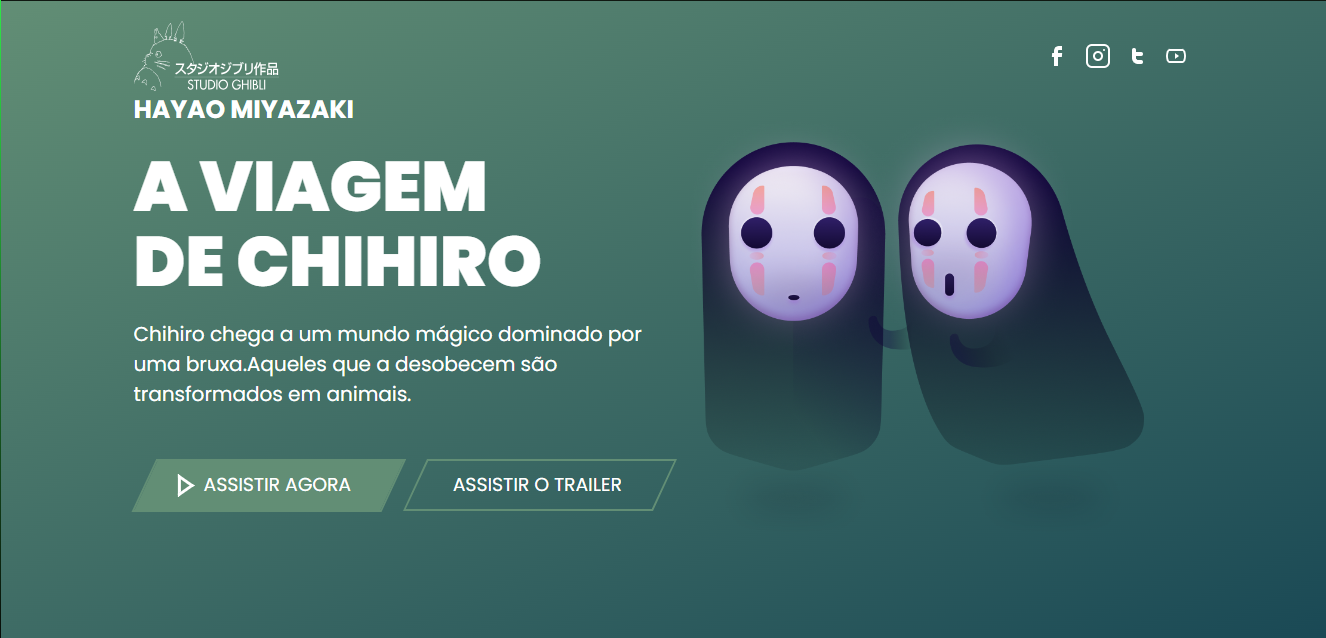 スタジオジブリ作品
STUDIO GHIBLI
HAYAO MIYAZAKI
A VIAGEM
DE CHIHIRO
Chihiro chega a um mundo mágico dominado por
uma bruxa.Aqueles que a desobecem são
transformados em animais.
ASSISTIR AGORA
ASSISTIR O TRAILER